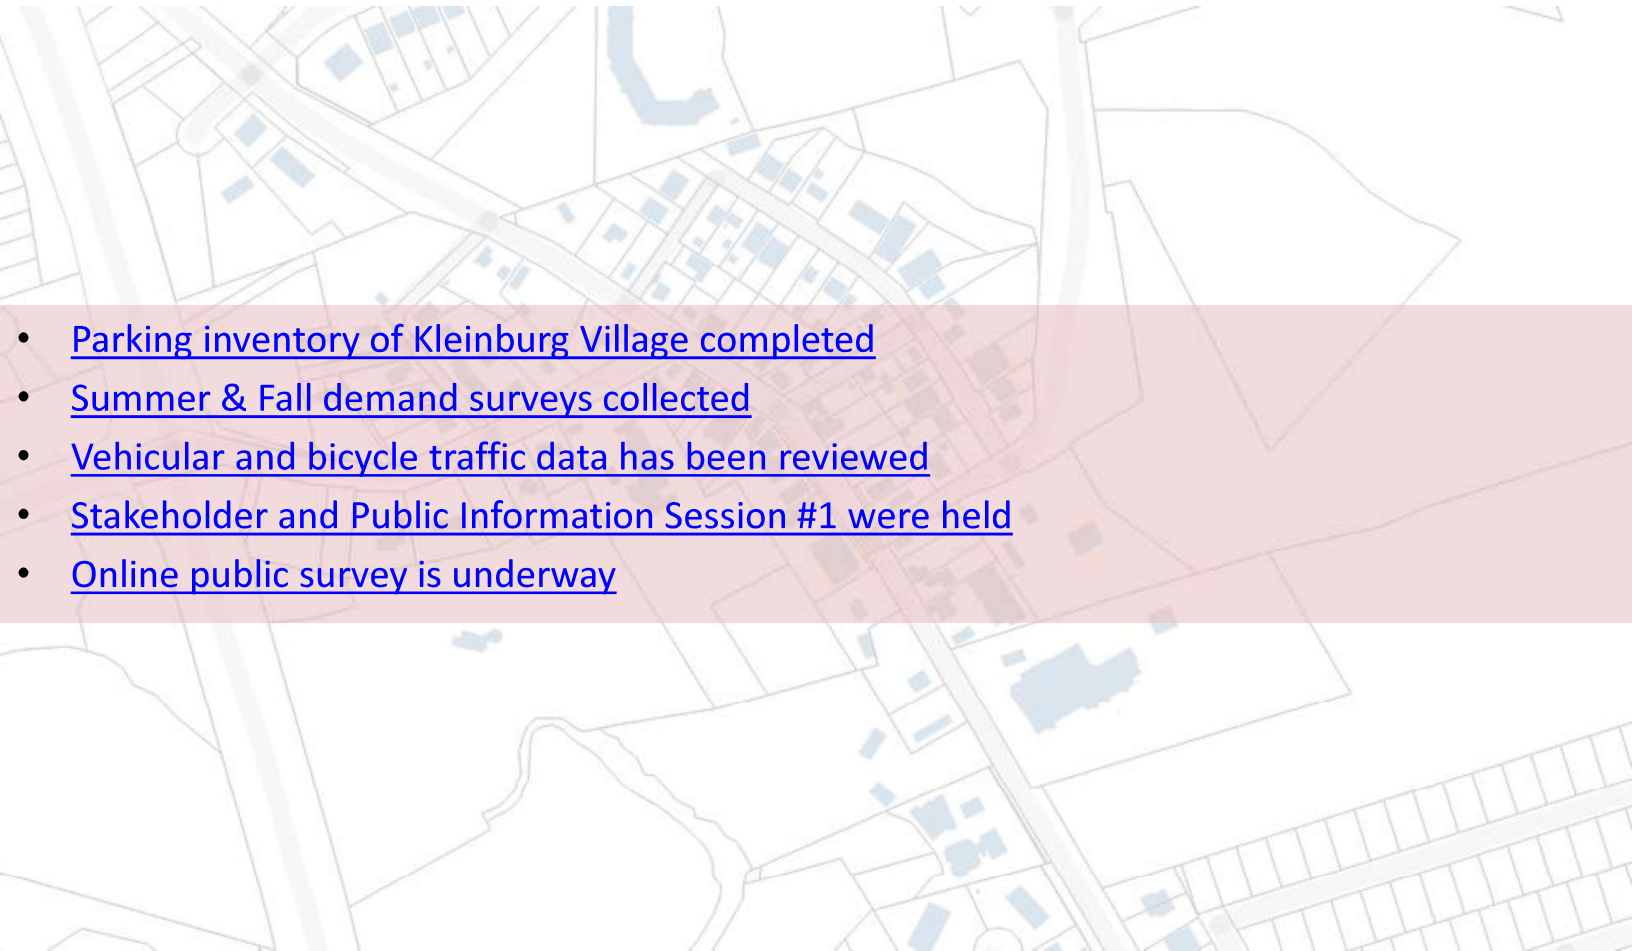 • Parking inventory of Kleinburg Village completed
• Summer & Fall demand surveys collected
• Vehicular and bicycle traffic data has been reviewed
• Stakeholder and Public Information Session #1 were held
• Online public survey is underway